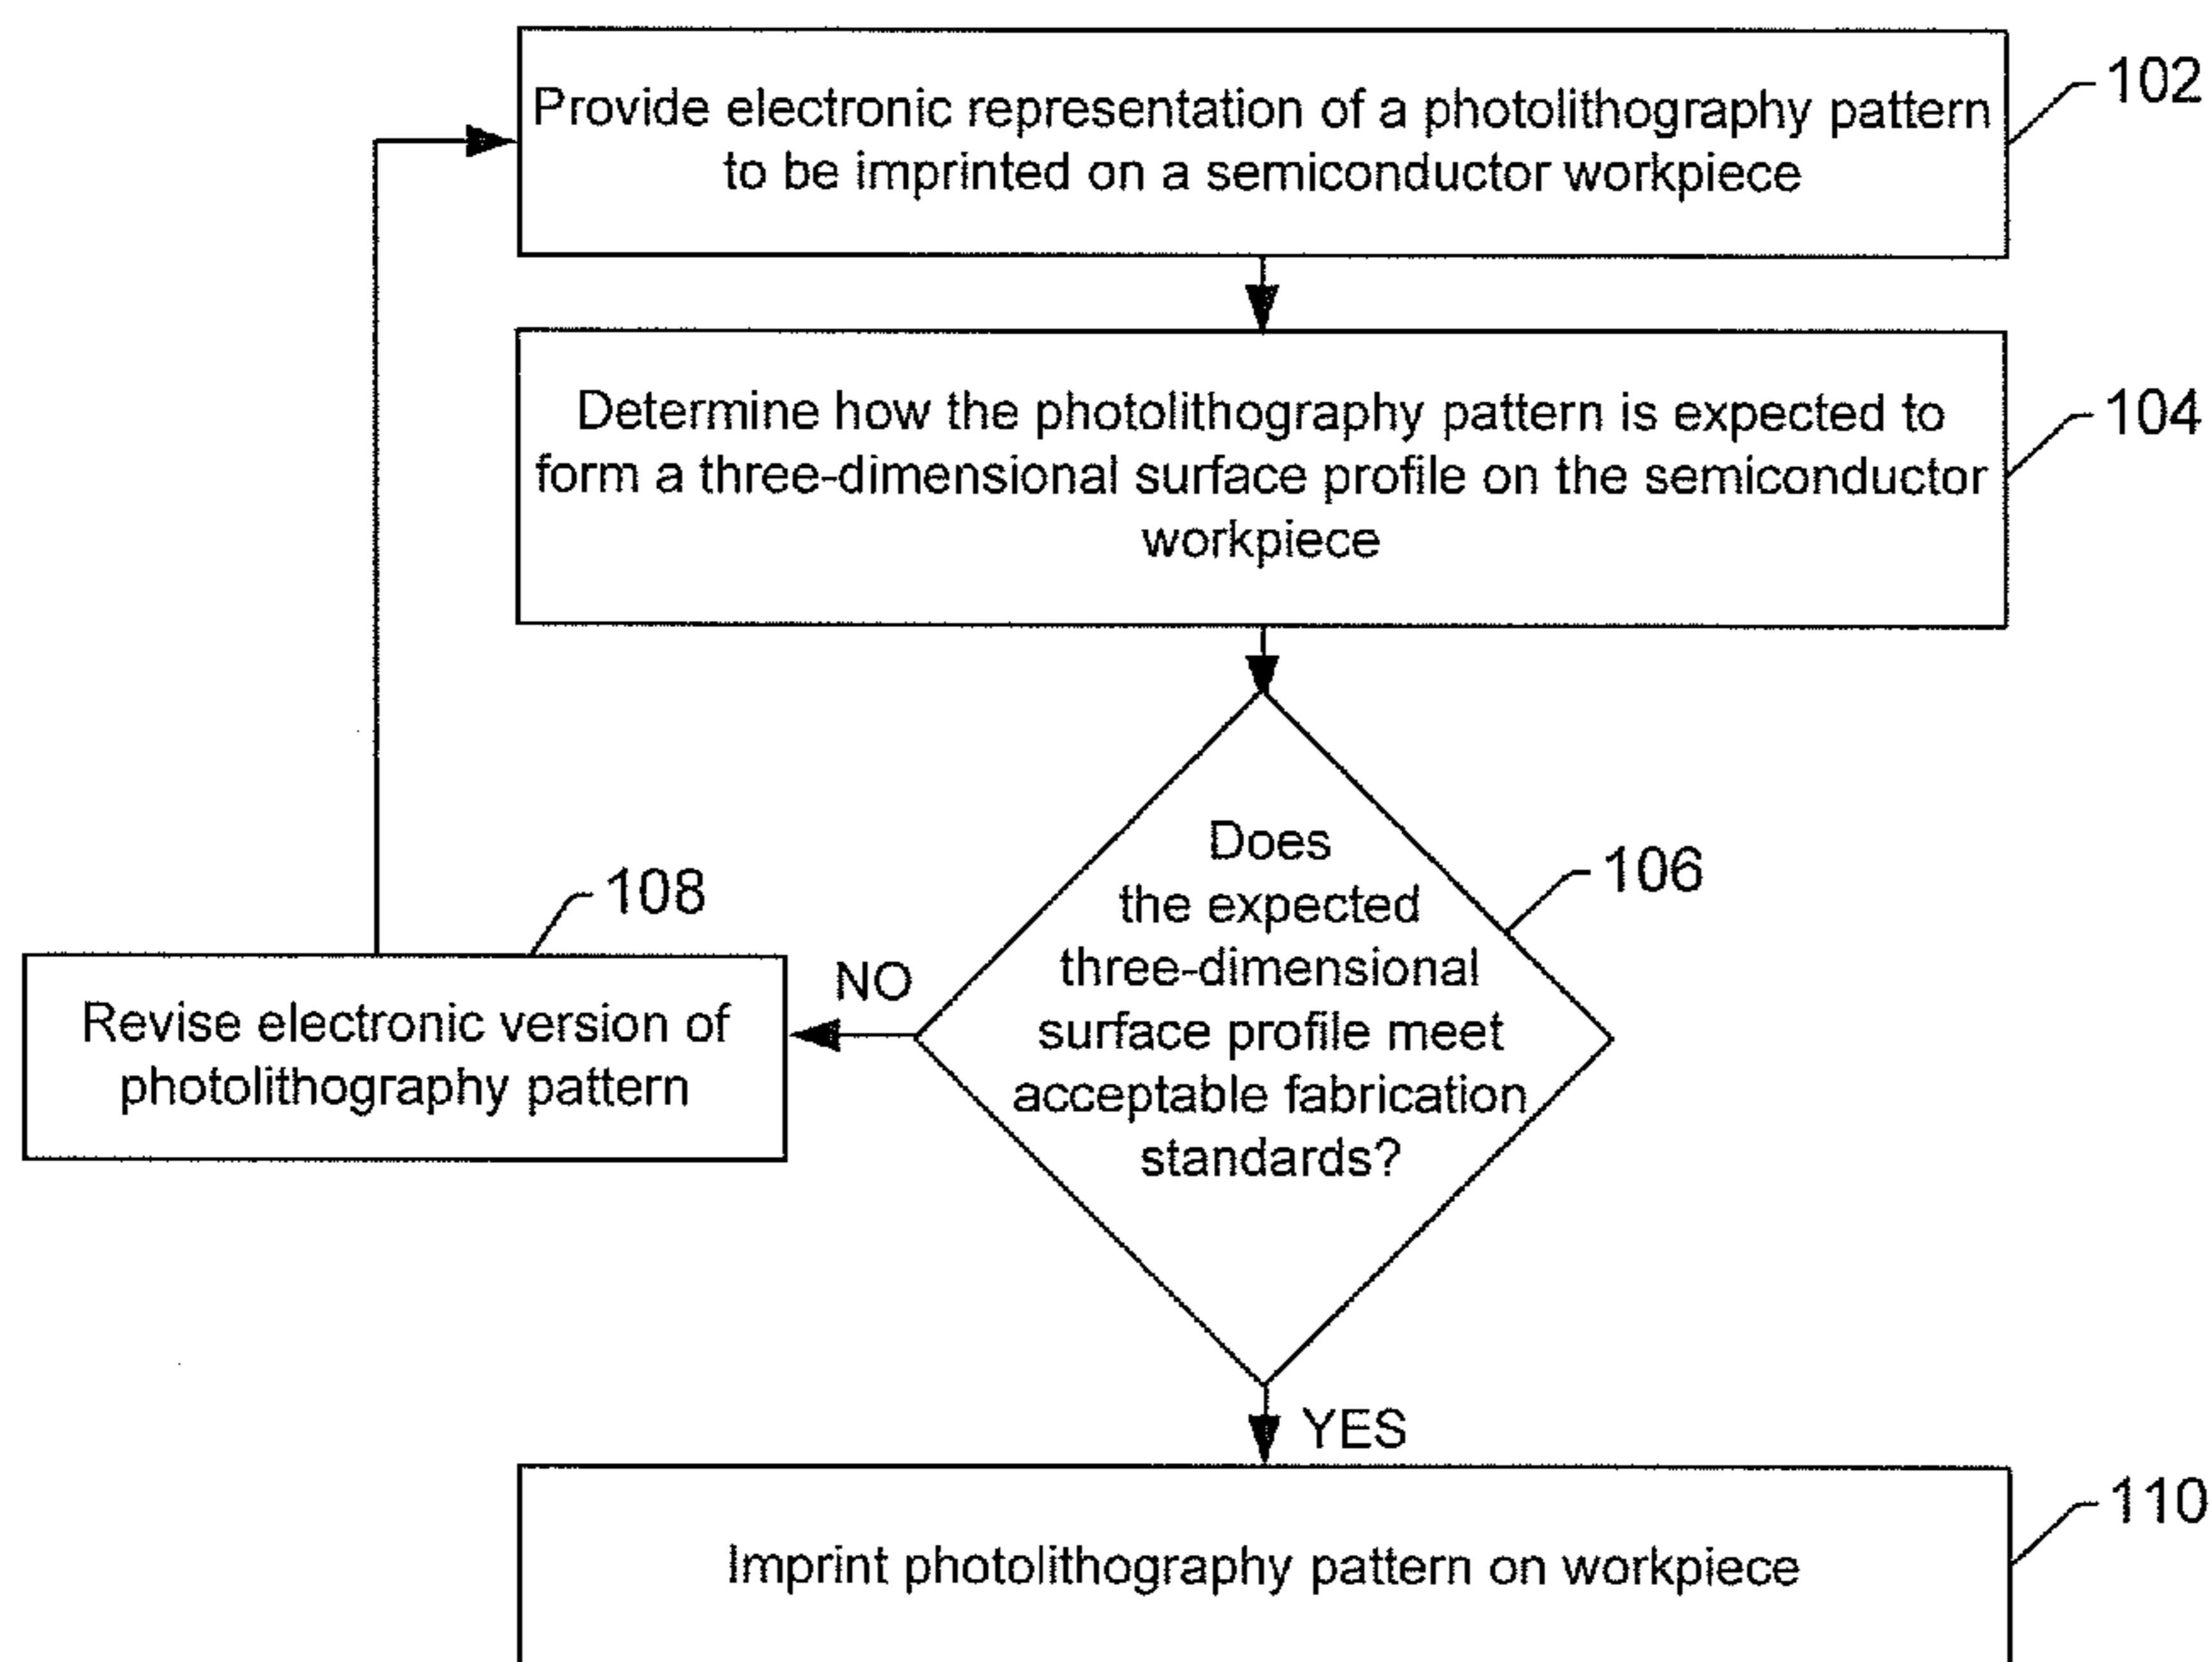 Provide electronic representation of a photolithography pattern
to be imprinted on a semiconductor workpiece
102
Determine how the photolithography pattern is expected to
form a three-dimensional surface profile on the semiconductor
workpiece
104
Does
the expected
three-dimensional
surface profile meet
acceptable fabrication
standards?
106
NO
108
Revise electronic version of
photolithography pattern
YES
Imprint photolithography pattern on workpiece
110